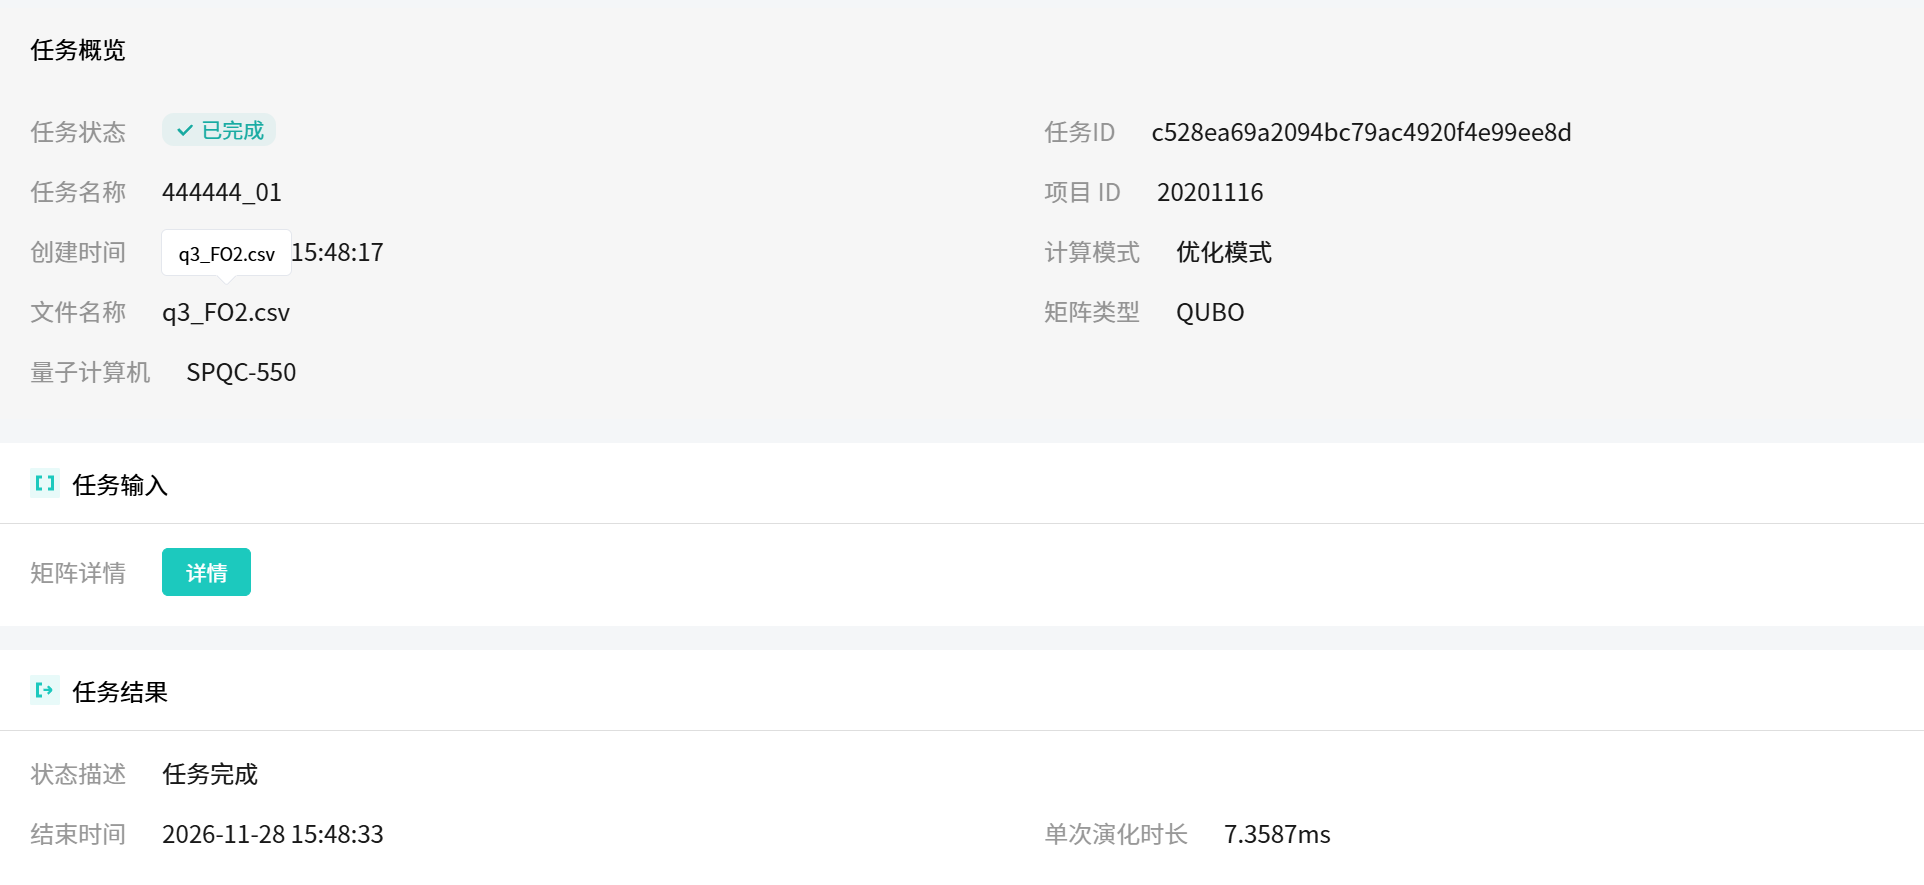 任务概览
任务状态 已完成 任务ID c528ea69a2094bc79ac4920f4e99ee8d
任务名称 444444_01 项目 ID 20201116
创建时间 q3_FO2.csv 15:48:17 计算模式 优化模式
文件名称 q3_FO2.csv 矩阵类型 QUBO
量子计算机 SPQC-550
任务输入
矩阵详情 详情
任务结果
状态描述 任务完成
结束时间 2026-11-28 15:48:33 单次演化时长 7.3587ms